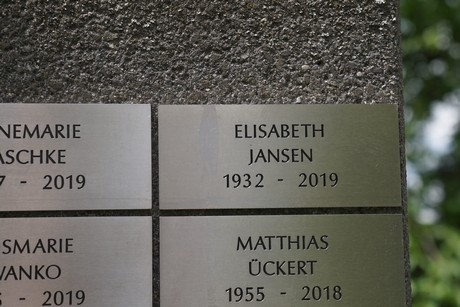 NEMARIE
ASCHKE
7 - 2019
ELISABETH
JANSEN
1932 - 2019
SMARIE
VANKO
- 2019
MATTHIAS
ÜCKERT
1955 - 2018